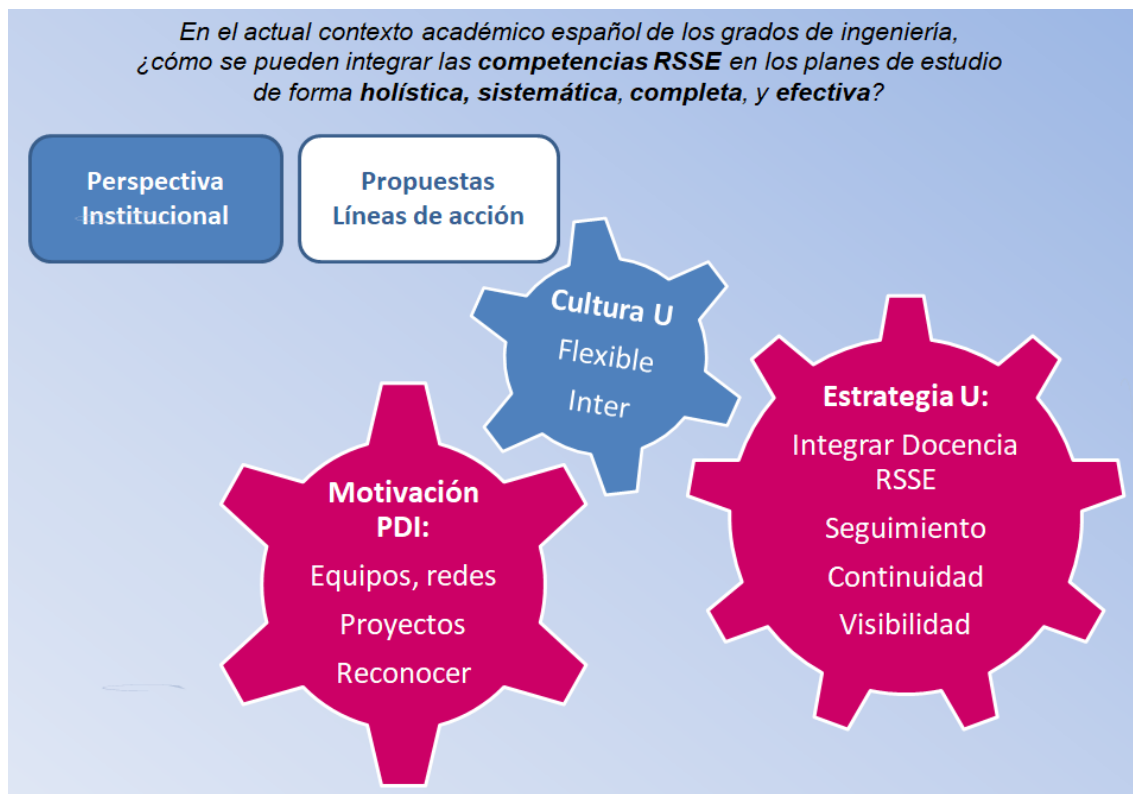 En el actual contexto académico español de los grados de ingeniería,
¿cómo se pueden integrar las competencias RSSE en los planes de estudio
de forma holística, sistemática, completa, y efectiva?
Perspectiva
Institucional
Propuestas
Líneas de acción
Cultura U
Flexible
Inter
Motivación
PDI:
Equipos, redes
Proyectos
Reconocer
Estrategia U:
Integrar Docencia
RSSE
Seguimiento
Continuidad
Visibilidad